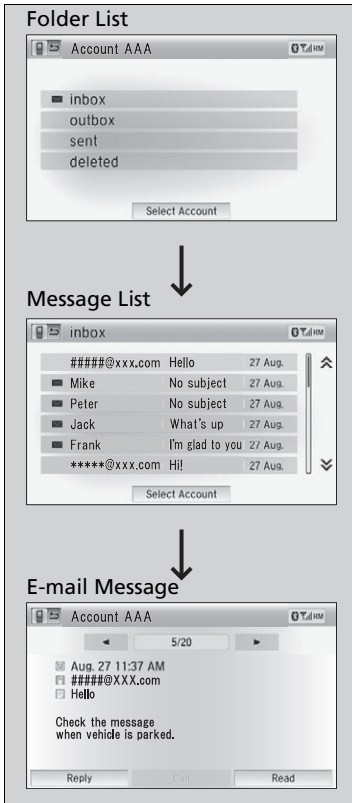 Folder List
Account AAA RM
inbox
outbox
sent
deleted
Select Account
Message List
inbox RM
#####@xxx.com Hello 27 Aug.
Mike No subject 27 Aug.
Peter No subject 27 Aug.
Jack What's up 27 Aug.
Frank I'm glad to you 27 Aug.
*****@xxx.com Hi! 27 Aug.
Select Account
E-mail Message
Account AAA RM
5/20
Aug. 27 11:37 AM
#####@XXX.com
Hello
Check the message
when vehicle is parked.
Reply Call Read